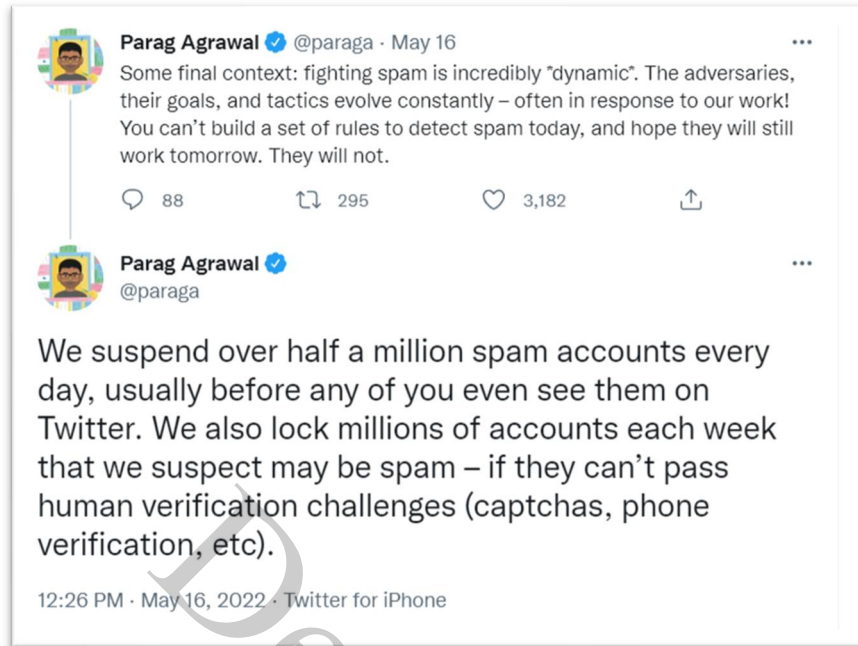 Parag Agrawal @paraga · May 16
Some final context: fighting spam is incredibly *dynamic*. The adversaries,
their goals, and tactics evolve constantly – often in response to our work!
You can’t build a set of rules to detect spam today, and hope they will still
work tomorrow. They will not.
88 295 3,182
Parag Agrawal
@paraga
We suspend over half a million spam accounts every
day, usually before any of you even see them on
Twitter. We also lock millions of accounts each week
that we suspect may be spam – if they can’t pass
human verification challenges (captchas, phone
verification, etc).
12:26 PM · May 16, 2022 · Twitter for iPhone